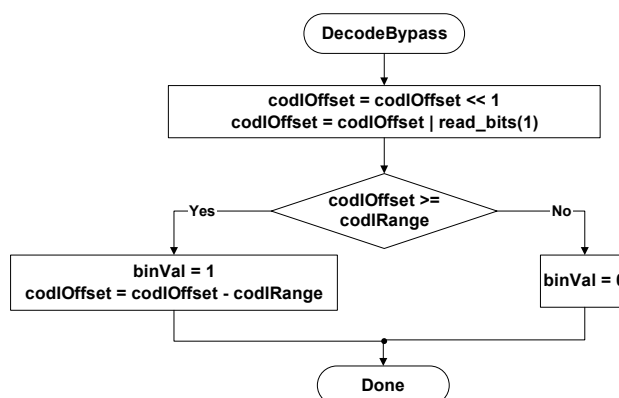 DecodeBypass
codIOffset = codIOffset << 1
codIOffset = codIOffset | read_bits(1)
codIOffset >=
codIRange
Yes
No
binVal = 1
codIOffset = codIOffset - codIRange
binVal = 0
Done